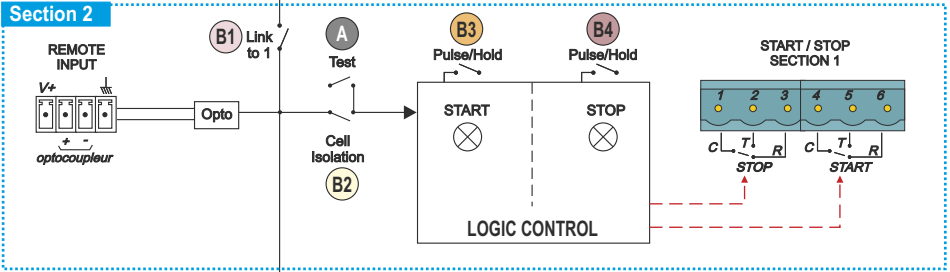 Section 2
REMOTE
INPUT
V+
+ -
optocoupleur
Opto
B1
Link
to 1
A
Test
Cell
Isolation
B2
B3
Pulse/Hold
B4
Pulse/Hold
START
STOP
LOGIC CONTROL
START / STOP
SECTION 1
1 2 3 4 5 6
C T R C T R
STOP START